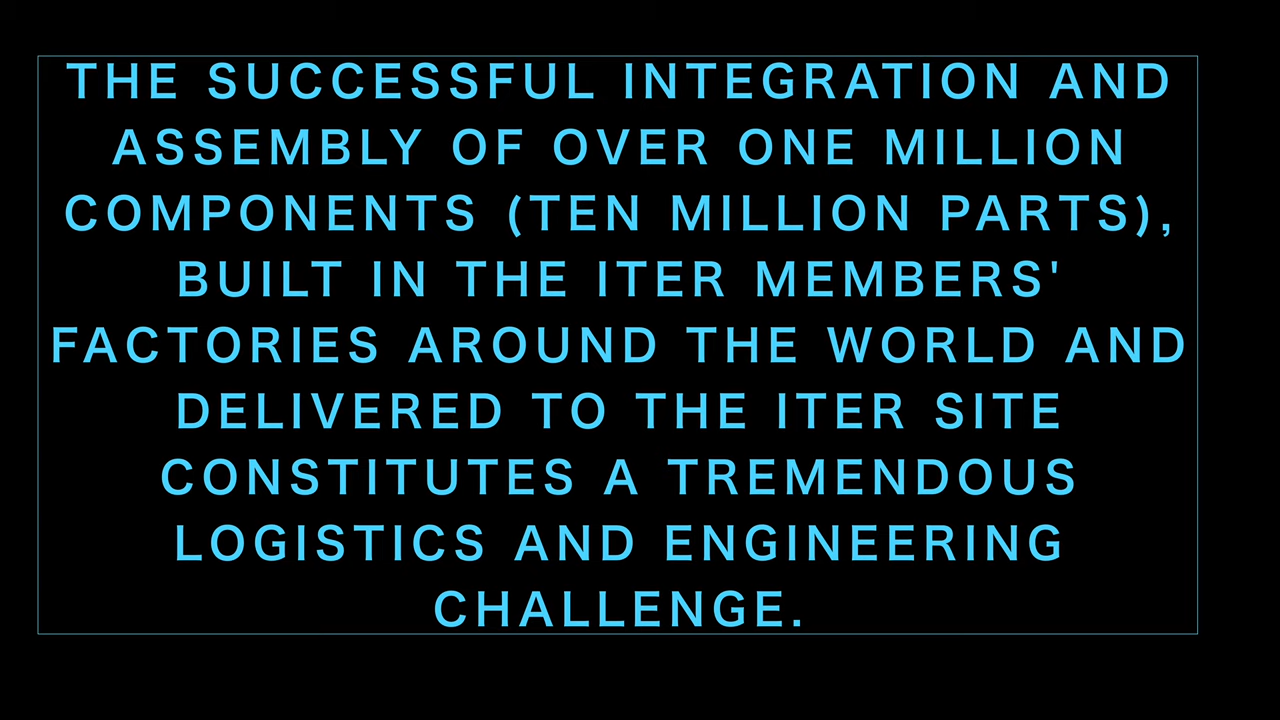 THE SUCCESSFUL INTEGRATION AND
ASSEMBLY OF OVER ONE MILLION
COMPONENTS (TEN MILLION PARTS),
BUILT IN THE ITER MEMBERS'
FACTORIES AROUND THE WORLD AND
DELIVERED TO THE ITER SITE
CONSTITUTES A TREMENDOUS
LOGISTICS AND ENGINEERING
CHALLENGE.